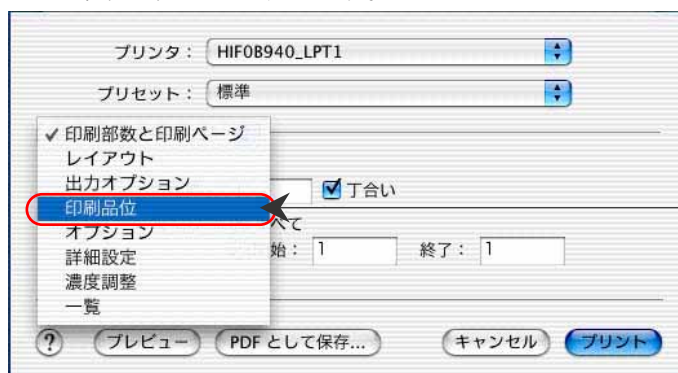 プリンタ： HIF0B940_LPT1
プリセット： 標準
✓ 印刷部数と印刷ページ
レイアウト
出力オプション
丁合い
印刷品位
べて
オプション
始： 1 終了： 1
詳細設定
濃度調整
一覧
? プレビュー PDF として保存... キャンセル プリント